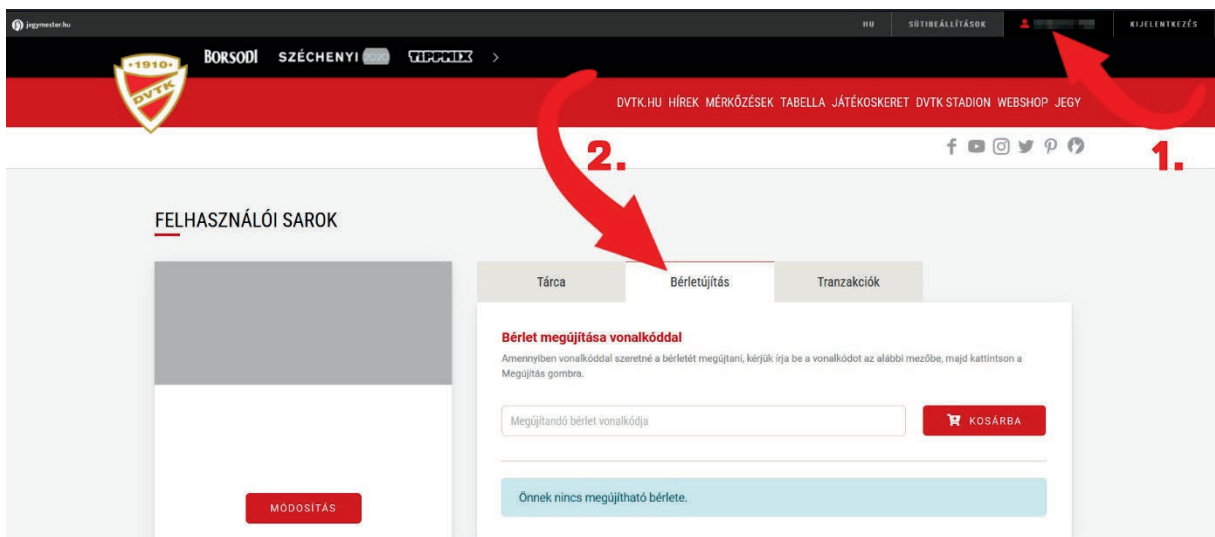 jegymester.hu
HU
SÜTIBEÁLLÍTÁSOK
KIJELENTKEZÉS
·1910·
DVTK
BORSODI
SZÉCHENYI 2020
TIPPMIX
DVTK.HU HÍREK MÉRKŐZÉSEK TABELLA JÁTÉKOSKERET DVTK STADION WEBSHOP JEGY
2.
1.
FELHASZNÁLÓI SAROK
Tárca
Bérletújítás
Tranzakciók
Bérlet megújítása vonalkóddal
Amennyiben vonalkóddal szeretné a bérletét megújtani, kérjük írja be a vonalkódot az alábbi mezőbe, majd kattintson a
Megújítás gombra.
Megújítandó bérlet vonalkódja
KOSÁRBA
Önnek nincs megújítható bérlete.
MÓDOSÍTÁS